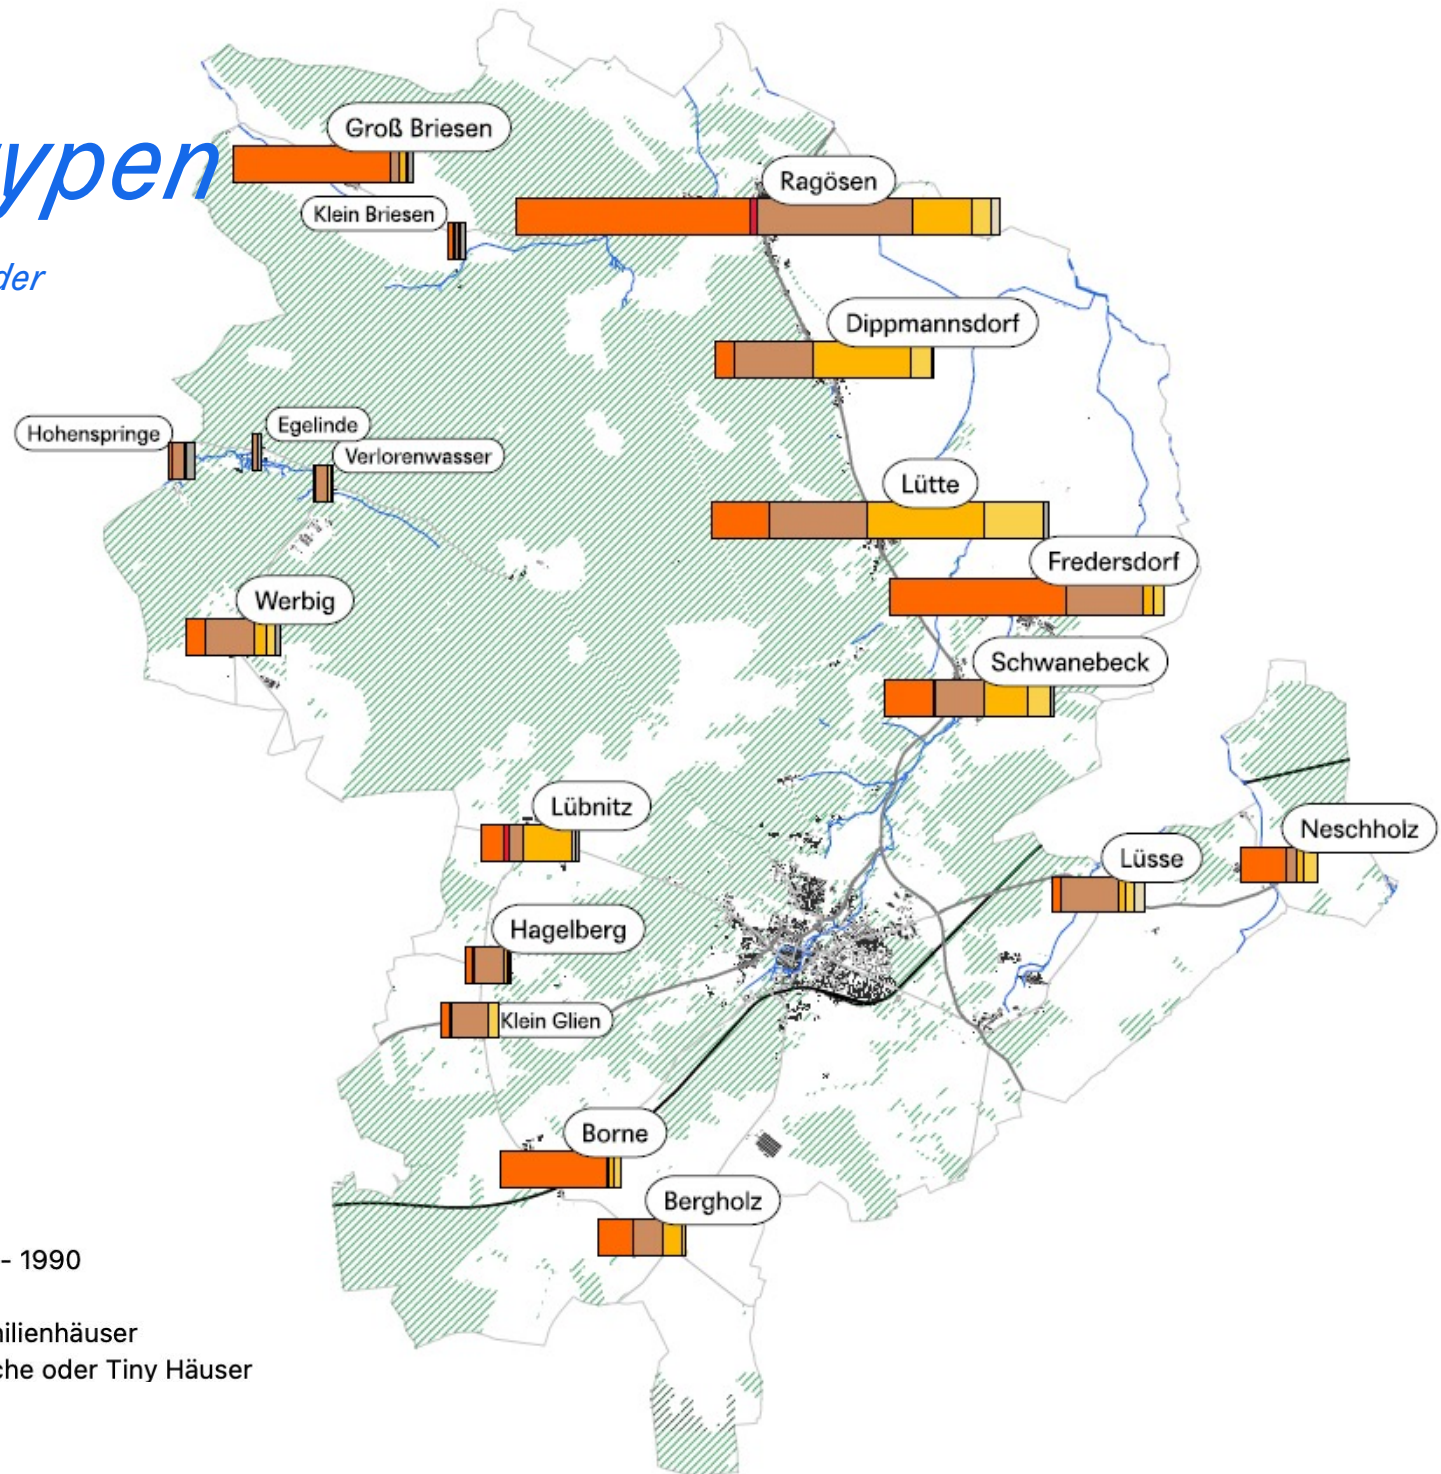 ypen
der
Groß Briesen
Klein Briesen
Ragösen
Dippmannsdorf
Hohenspringe
Egelinde
Verlorenwasser
Lütte
Fredersdorf
Werbig
Schwanebeck
Lübnitz
Neschholz
Lüsse
Hagelberg
Klein Glien
Borne
Bergholz
- 1990
ilienhäuser
che oder Tiny Häuser